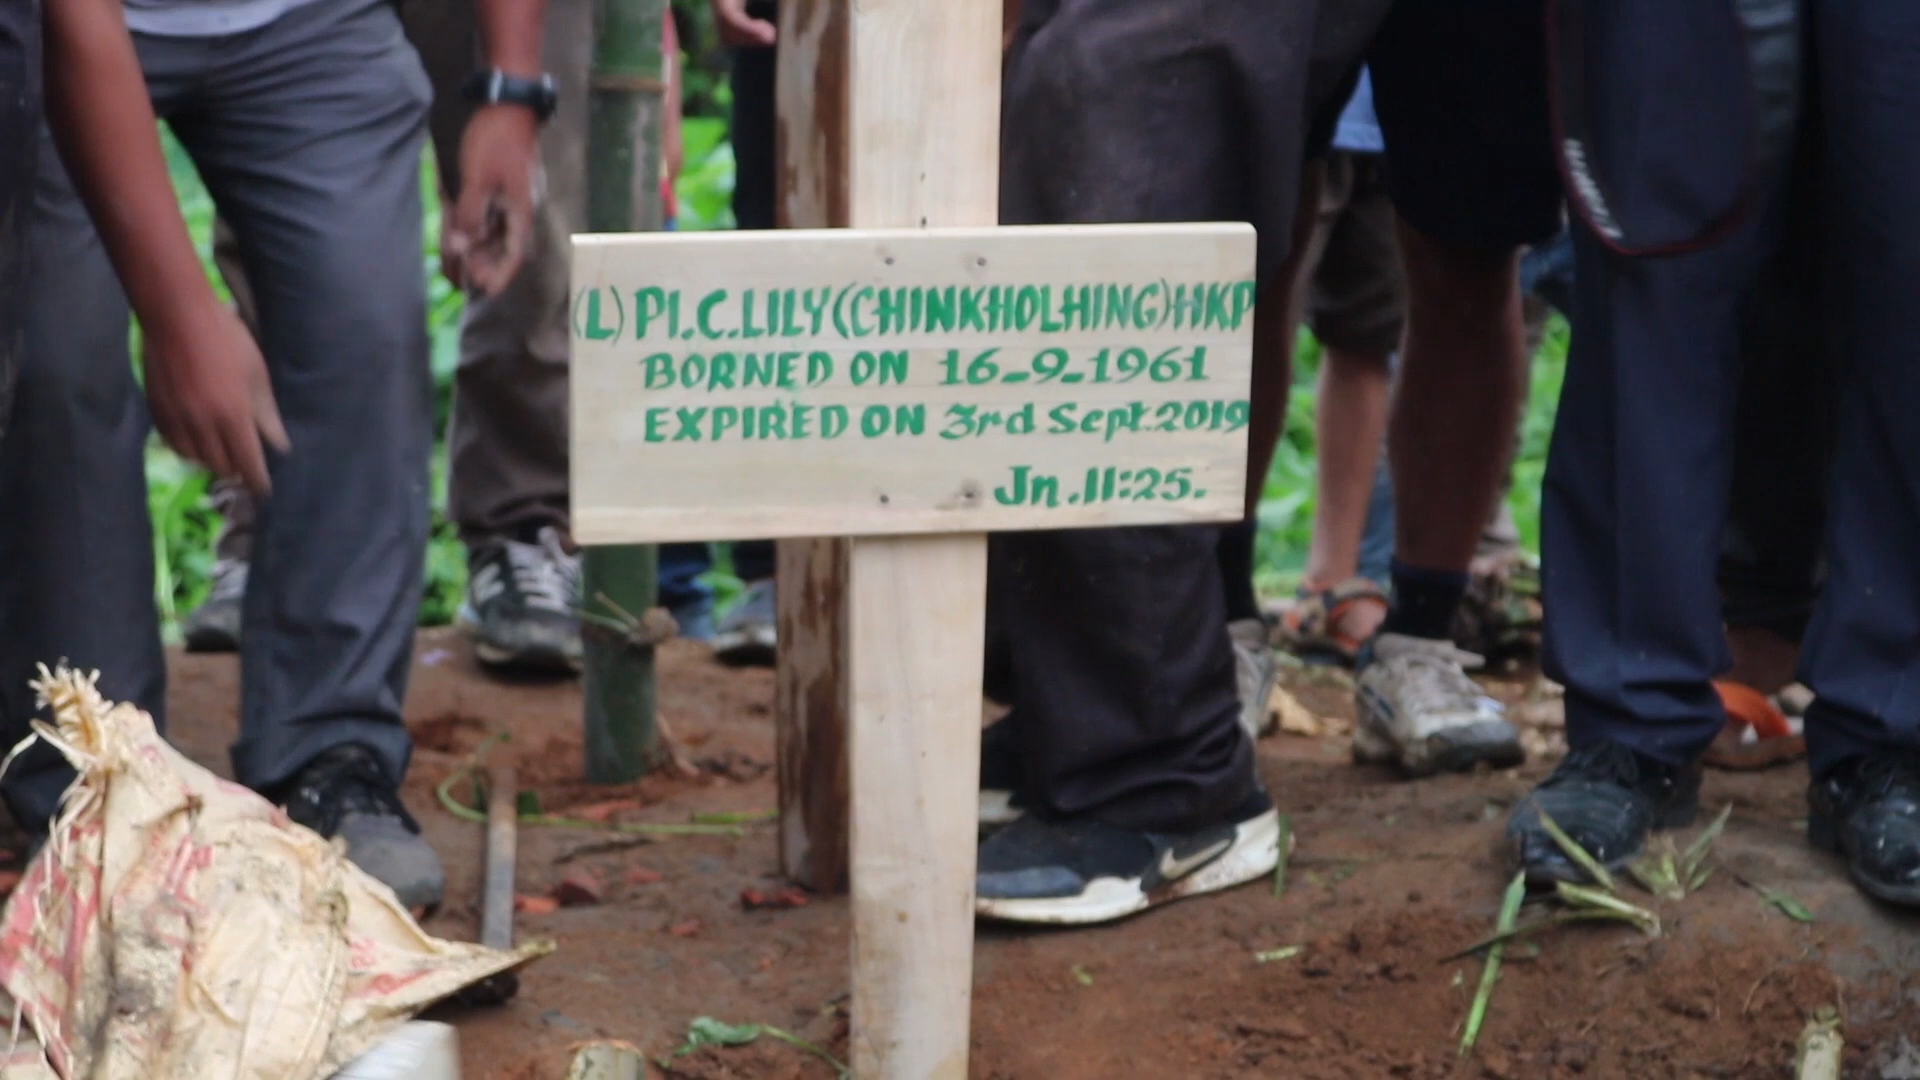 (L) PI.C.LILY(CHINKHOLHING)HKP
BORNED ON 16-9-1961
EXPIRED ON 3rd Sept.2019
Jn.11:25.